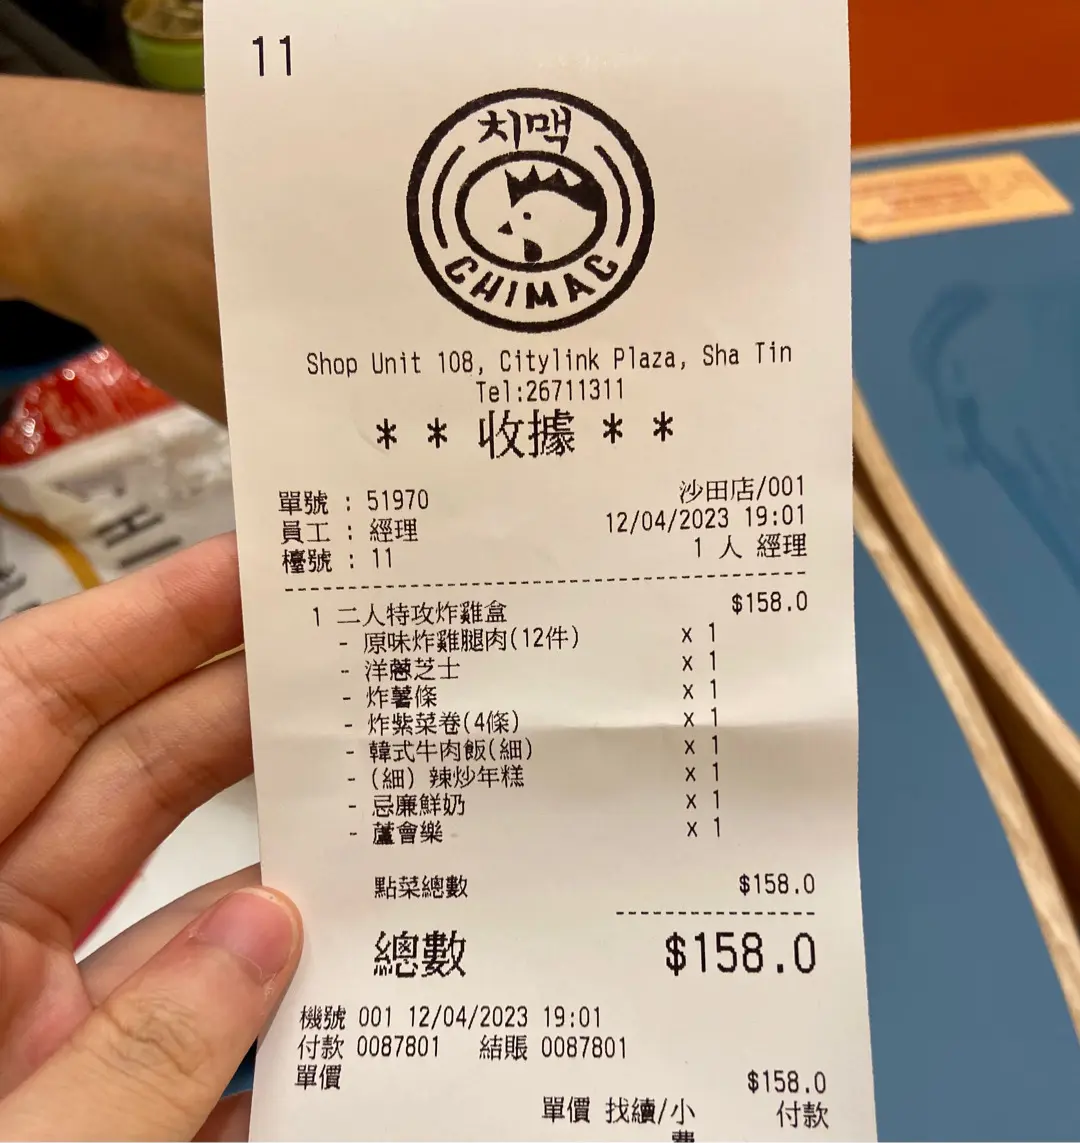 11
치맥
CHIMAC
Shop Unit 108, Citylink Plaza, Sha Tin
Tel:26711311
* * 收據 * *
單號 : 51970 沙田店/001
員工 : 經理 12/04/2023 19:01
檯號 : 11 1 人 經理
1 二人特攻炸雞盒 $158.0
- 原味炸雞腿肉(12件) x 1
- 洋蔥芝士 x 1
- 炸薯條 x 1
- 炸紫菜卷(4條) x 1
- 韓式牛肉飯(細) x 1
- (細) 辣炒年糕 x 1
- 忌廉鮮奶 x 1
- 蘆會樂 x 1
點菜總數 $158.0
總數 $158.0
機號 001 12/04/2023 19:01
付款 0087801 結賬 0087801
單價 $158.0
單價 找續/小費 付款